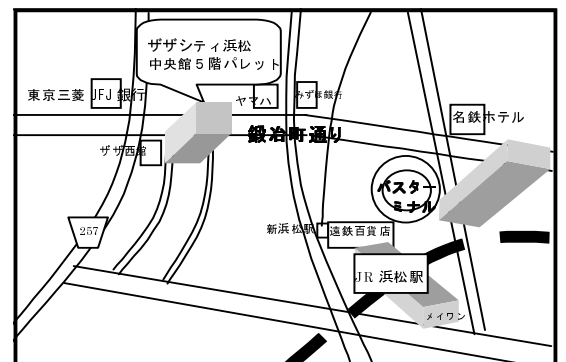 ザザシティ浜松
中央館５階パレット
東京三菱 UFJ 銀行
ヤマハ
みずほ銀行
名鉄ホテル
鍛冶町通り
ザザ西館
バスター
ミナル
257
新浜松駅
遠鉄百貨店
JR 浜松駅
メイワン